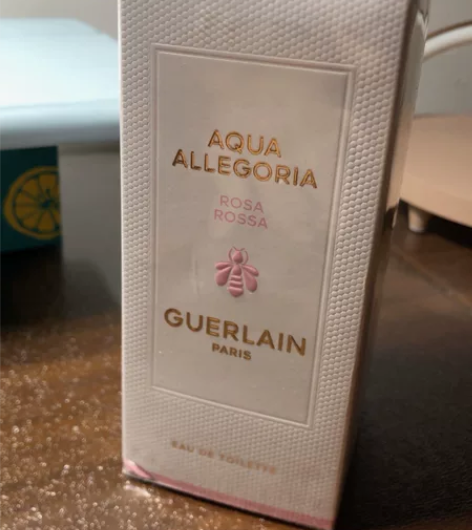 AQUA
ALLEGORIA
ROSA
ROSSA
GUERLAIN
PARIS
EAU DE TOILETTE